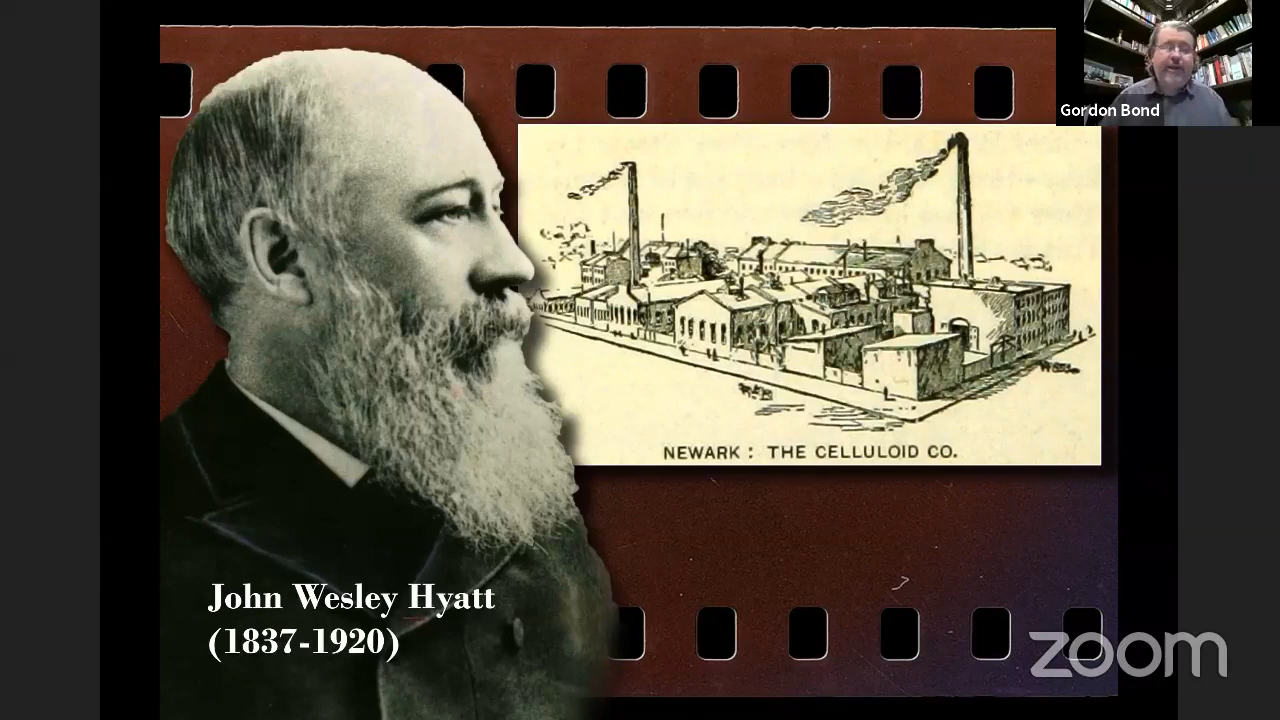 Gordon Bond
NEWARK : THE CELLULOID CO.
John Wesley Hyatt
(1837-1920)
zoom